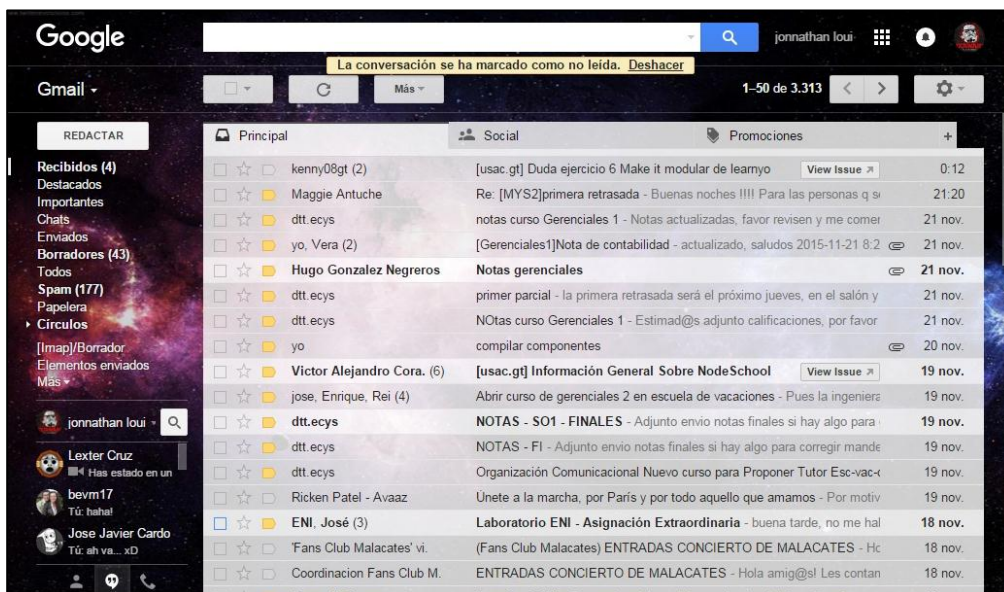 Google
jonnathan loui
La conversación se ha marcado como no leída. Deshacer
Gmail
Más
1–50 de 3.313
REDACTAR
Principal
Social
Promociones
+
Recibidos (4)
Destacados
Importantes
Chats
Enviados
Borradores (43)
Todos
Spam (177)
Papelera
Círculos
[Imap]/Borrador
Elementos enviados
Más
jonnathan loui
Lexter Cruz
Has estado en un
bevm17
Tú: haha!
Jose Javier Cardo
Tú: ah va... xD
kenny08gt (2) [usac.gt] Duda ejercicio 6 Make it modular de learnyo View Issue 0:12
Maggie Antuche Re: [MYS2]primera retrasada - Buenas noches !!!! Para las personas q 21:20
dtt.ecys notas curso Gerenciales 1 - Notas actualizadas, favor revisen y me comer 21 nov.
yo, Vera (2) [Gerenciales1]Nota de contabilidad - actualizado, saludos 2015-11-21 8:2 21 nov.
Hugo Gonzalez Negreros Notas gerenciales 21 nov.
dtt.ecys primer parcial - la primera retrasada será el próximo jueves, en el salón y 21 nov.
dtt.ecys NOtas curso Gerenciales 1 - Estimad@s adjunto calificaciones, por favor 21 nov.
yo compilar componentes 20 nov.
Victor Alejandro Cora. (6) [usac.gt] Información General Sobre NodeSchool View Issue 19 nov.
jose, Enrique, Rei (4) Abrir curso de gerenciales 2 en escuela de vacaciones - Pues la ingeniera 19 nov.
dtt.ecys NOTAS - SO1 - FINALES - Adjunto envio notas finales si hay algo para 19 nov.
dtt.ecys NOTAS - FI - Adjunto envio notas finales si hay algo para corregir mande 19 nov.
dtt.ecys Organización Comunicacional Nuevo curso para Proponer Tutor Esc-vac- 19 nov.
Ricken Patel - Avaaz Únete a la marcha, por París y por todo aquello que amamos - Por motiv 19 nov.
ENI, José (3) Laboratorio ENI - Asignación Extraordinaria - buena tarde, no me hal 18 nov.
'Fans Club Malacates' vi. (Fans Club Malacates) ENTRADAS CONCIERTO DE MALACATES - Ho 18 nov.
Coordinacion Fans Club M. ENTRADAS CONCIERTO DE MALACATES - Hola amig@s! Les contan 18 nov.